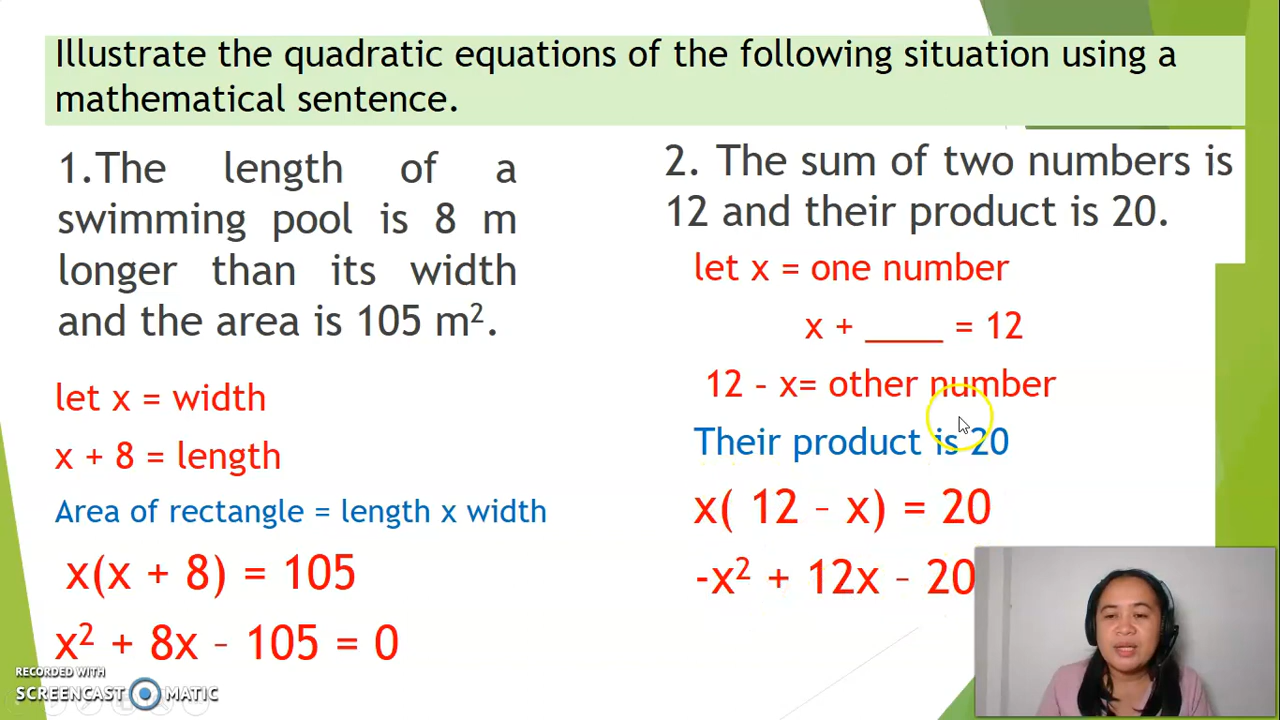 Illustrate the quadratic equations of the following situation using a
mathematical sentence.
1.The length of a
swimming pool is 8 m
longer than its width
and the area is 105 m².
let x = width
x + 8 = length
Area of rectangle = length x width
x(x + 8) = 105
x² + 8x – 105 = 0
2. The sum of two numbers is
12 and their product is 20.
let x = one number
x + ____ = 12
12 – x= other number
Their product is 20
x( 12 – x) = 20
-x² + 12x – 20
RECORDED WITH
SCREENCAST MATIC